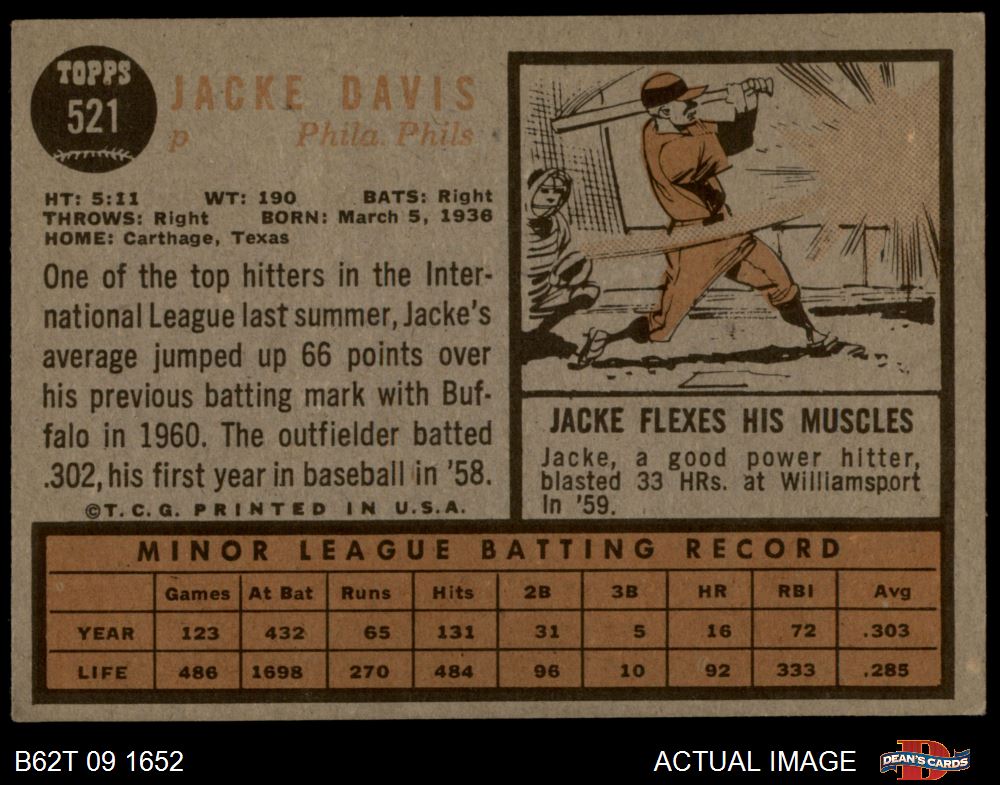 TOPPS
521
JACKE DAVIS
p Phila. Phils
HT: 5:11 WT: 190 BATS: Right
THROWS: Right BORN: March 5, 1936
HOME: Carthage, Texas
One of the top hitters in the Inter-
national League last summer, Jacke's
average jumped up 66 points over
his previous batting mark with Buf-
falo in 1960. The outfielder batted
.302, his first year in baseball in '58.
©T.C.G. PRINTED IN U.S.A.
JACKE FLEXES HIS MUSCLES
Jacke, a good power hitter,
blasted 33 HRs. at Williamsport
in '59.
MINOR LEAGUE BATTING RECORD
Games At Bat Runs Hits 2B 3B HR RBI Avg
YEAR 123 432 65 131 31 5 16 72 .303
LIFE 486 1698 270 484 96 10 92 333 .285
B62T 09 1652 ACTUAL IMAGE
D
DEAN'S CARDS